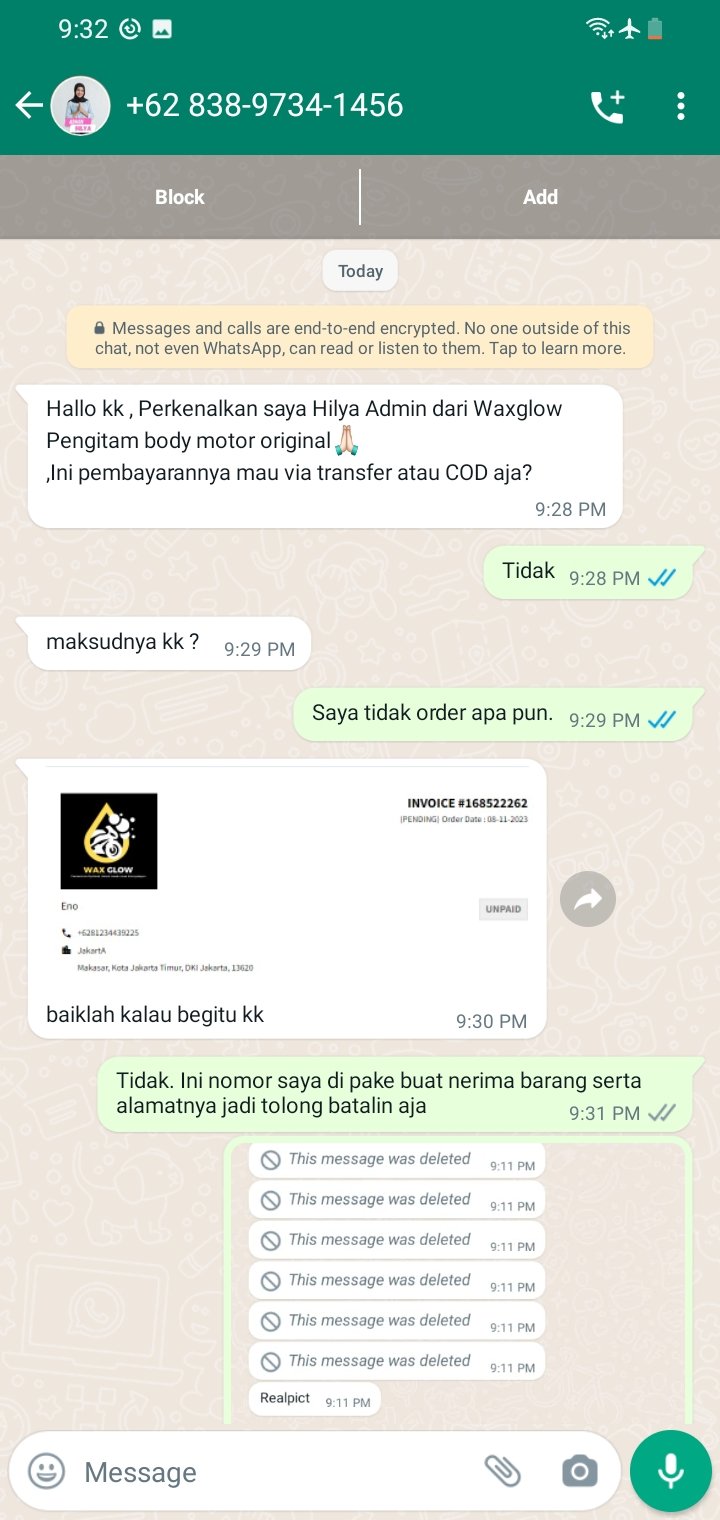 9:32
+62 838-9734-1456
Block
Add
Today
Messages and calls are end-to-end encrypted. No one outside of this
chat, not even WhatsApp, can read or listen to them. Tap to learn more.
Hallo kk , Perkenalkan saya Hilya Admin dari Waxglow
Pengitam body motor original🙏🏻
,Ini pembayarannya mau via transfer atau COD aja?
9:28 PM
Tidak 9:28 PM
maksudnya kk ? 9:29 PM
Saya tidak order apa pun. 9:29 PM
INVOICE #168522262
[PENDING] Order Date : 08-11-2023
WAX GLOW
Eno
UNPAID
+6281234439225
JakartA
Makasar, Kota Jakarta Timur, DKI Jakarta, 13620
baiklah kalau begitu kk
9:30 PM
Tidak. Ini nomor saya di pake buat nerima barang serta
alamatnya jadi tolong batalin aja
9:31 PM
This message was deleted 9:11 PM
This message was deleted 9:11 PM
This message was deleted 9:11 PM
This message was deleted 9:11 PM
This message was deleted 9:11 PM
This message was deleted 9:11 PM
Realpict 9:11 PM
Message